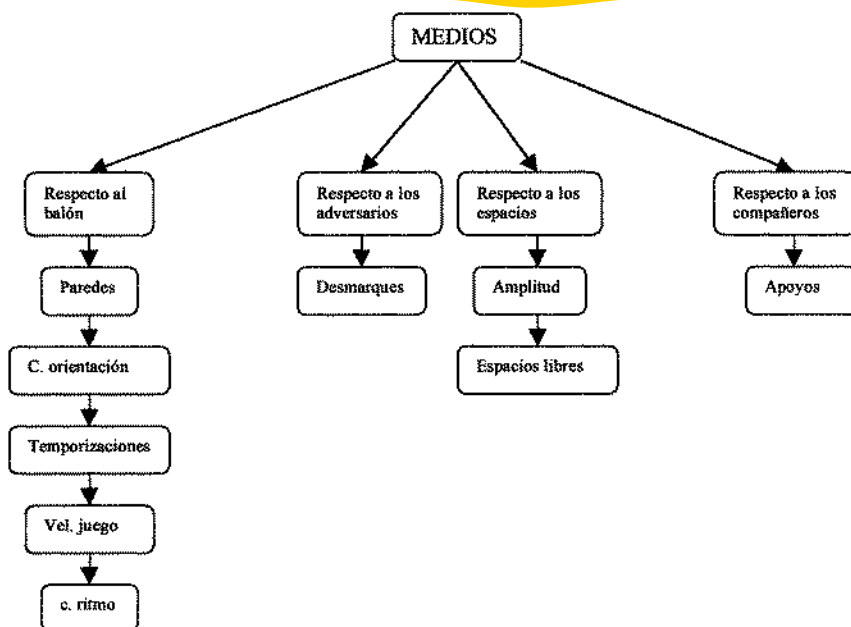 MEDIOS
Respecto al
balón
Respecto a los
adversarios
Respecto a los
espacios
Respecto a los
compañeros
Paredes
Desmarques
Amplitud
Apoyos
C. orientación
Espacios libres
Temporizaciones
Vel. juego
c. ritmo